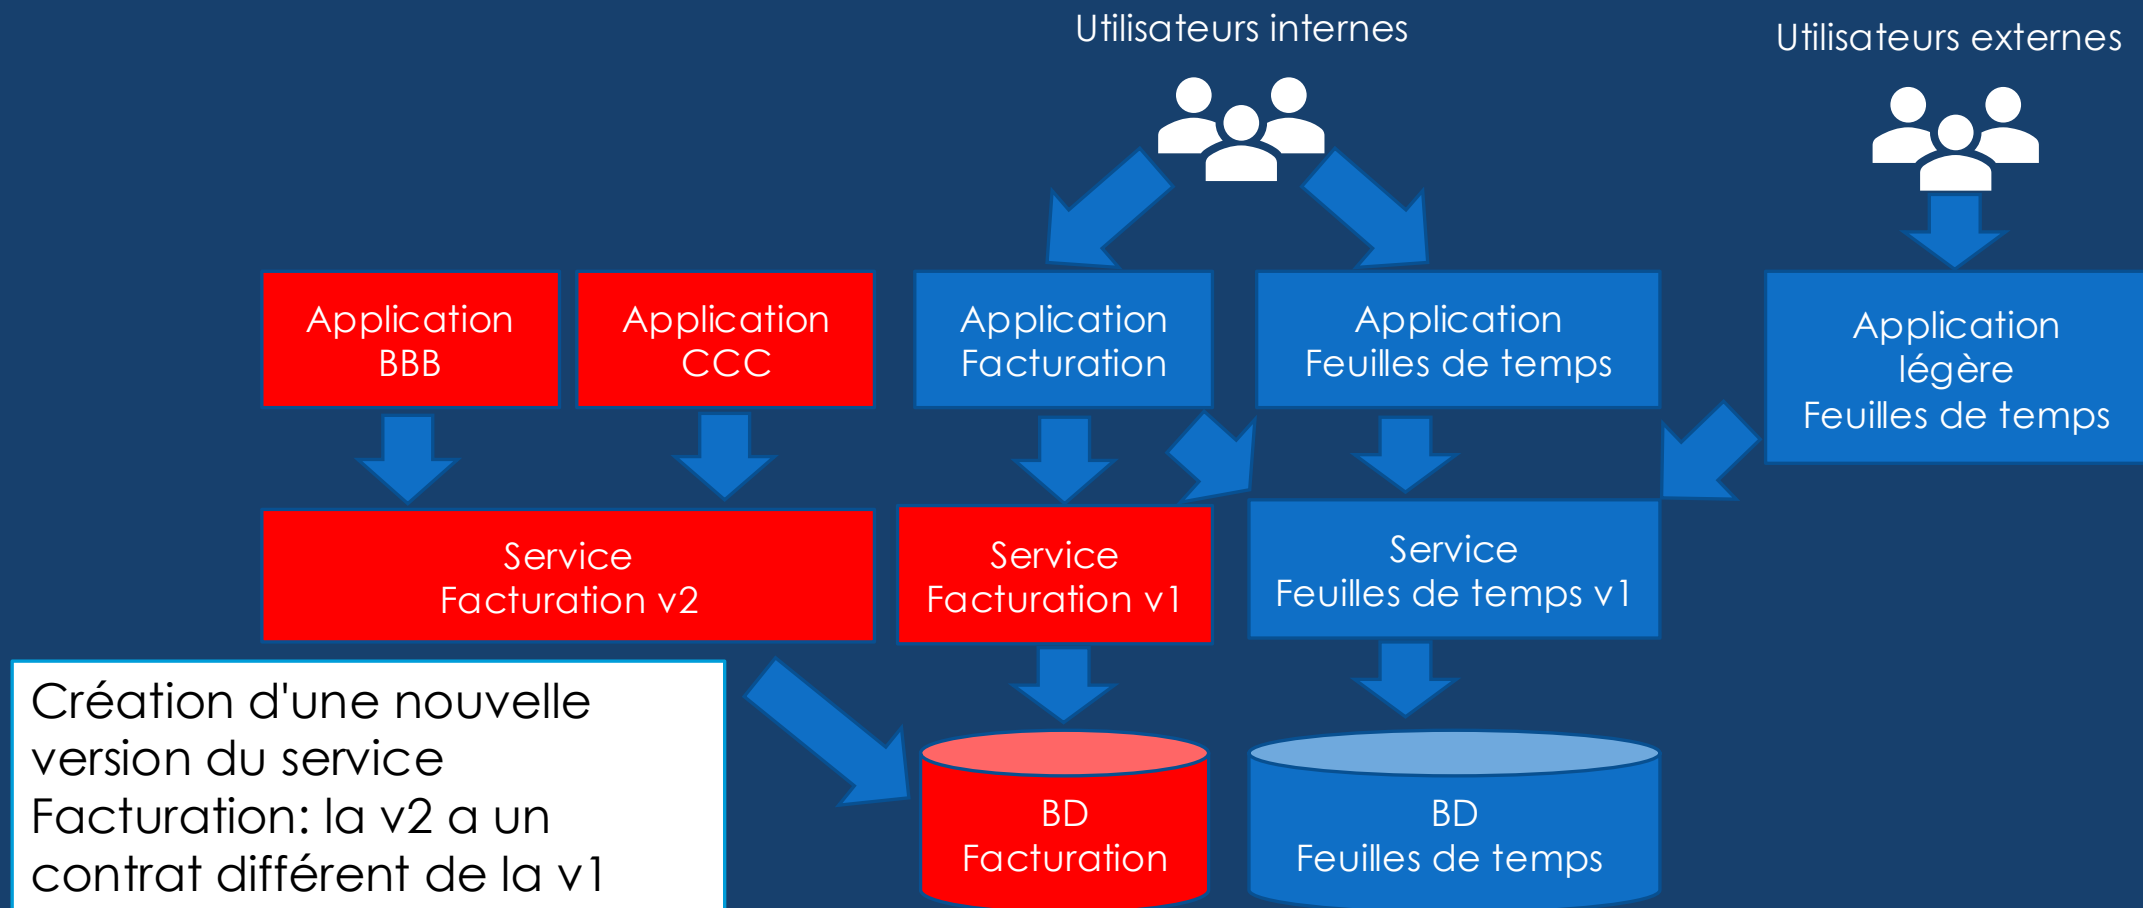 Utilisateurs internes
Utilisateurs externes
Application
BBB
Application
CCC
Application
Facturation
Application
Feuilles de temps
Application
légère
Feuilles de temps
Service
Facturation v2
Service
Facturation v1
Service
Feuilles de temps v1
Création d'une nouvelle
version du service
Facturation: la v2 a un
contrat différent de la v1
BD
Facturation
BD
Feuilles de temps